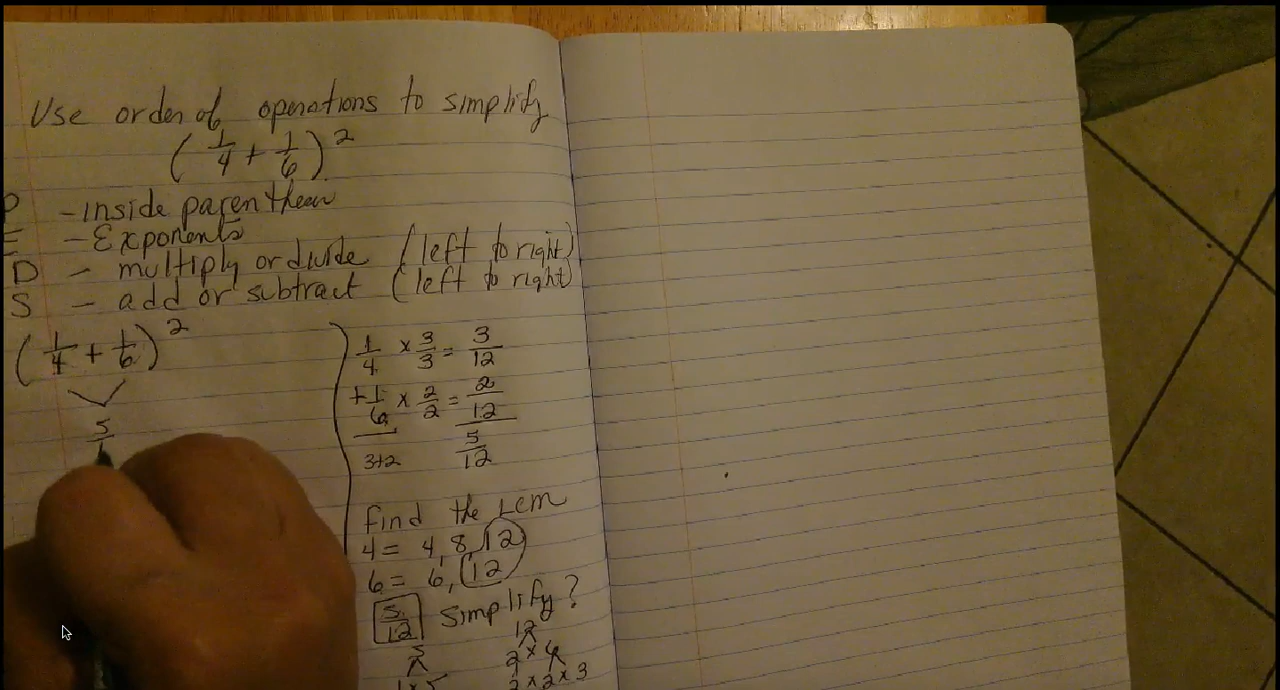 Use order of operations to simplify
( 1/4 + 1/6 )²
P - inside parenthesis
E - Exponents
D - multiply or divide (left to right)
S - add or subtract (left to right)
( 1/4 + 1/6 )²
5
1/4 × 3/3 = 3/12
+ 1/6 × 2/2 = 2/12
3+2 5/12
Find the LCM
4 = 4, 8, 12
6 = 6, 12
5/12 Simplify?
5 12
1 × 5 2 × 6
2 × 2 × 3